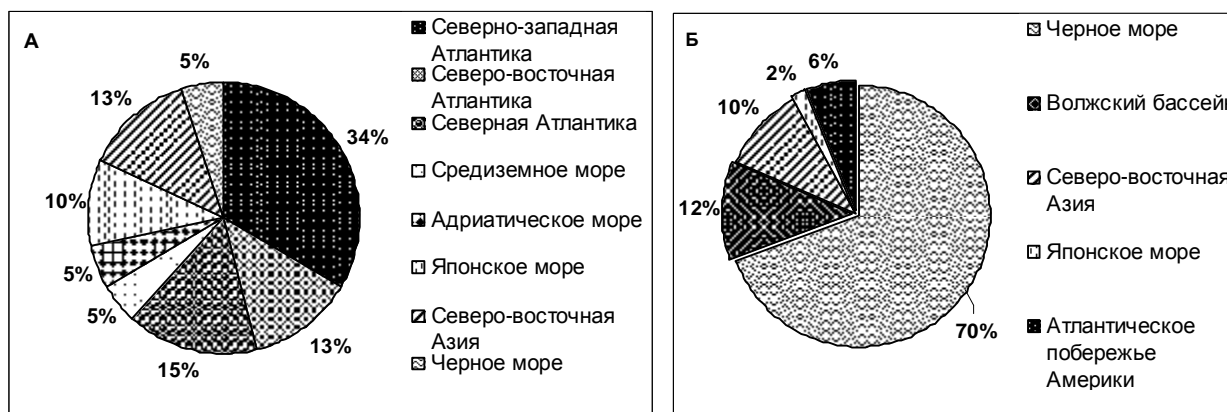 А
5%
13%
34%
10%
5%
5%
15%
13%
Северно-западная
Атлантика
Северо-восточная
Атлантика
Северная Атлантика
Средиземное море
Адриатическое море
Японское море
Северо-восточная
Азия
Черное море
Б
2%
6%
10%
12%
70%
Черное море
Волжский бассей
Северо-восточная
Азия
Японское море
Атлантическое
побережье
Америки